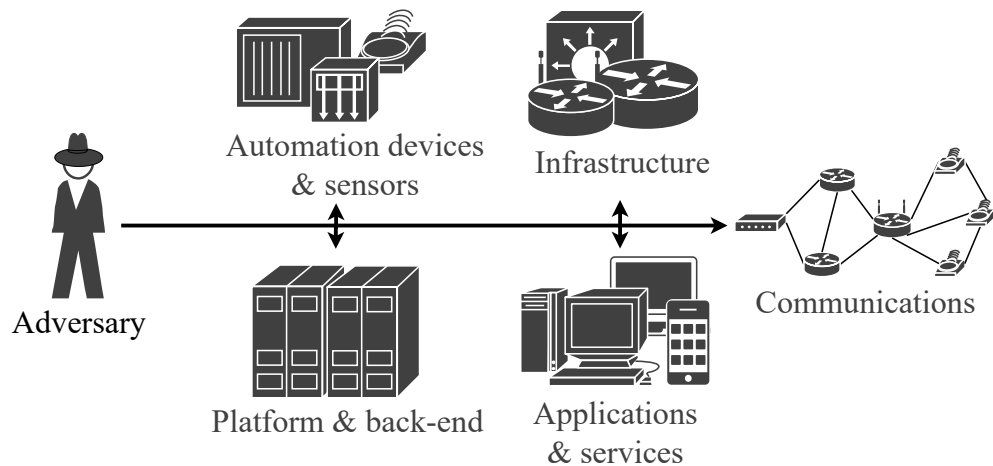 Automation devices
& sensors
Infrastructure
Adversary
Communications
Platform & back-end
Applications
& services